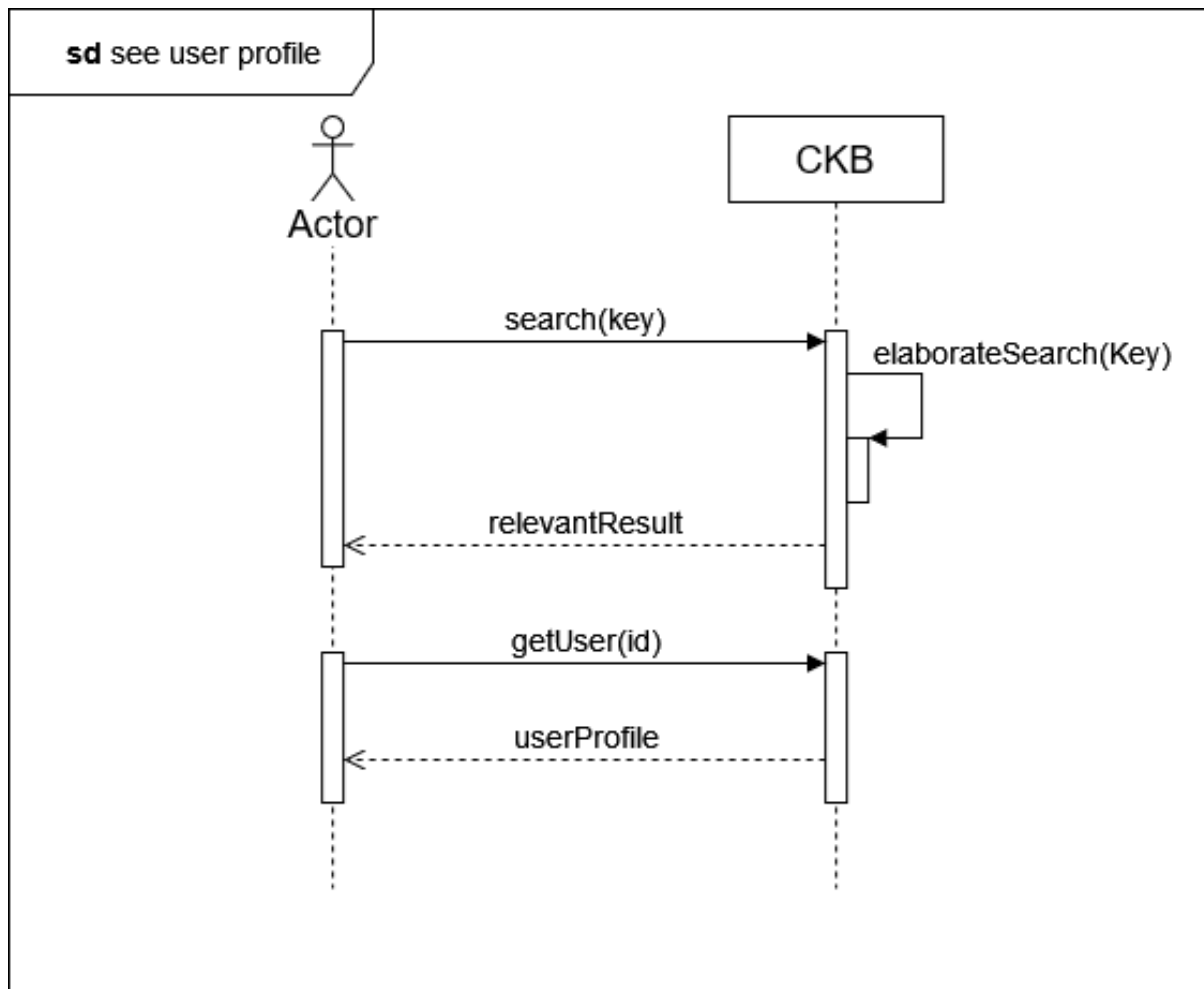 sd see user profile
Actor
CKB
search(key)
elaborateSearch(Key)
relevantResult
getUser(id)
userProfile